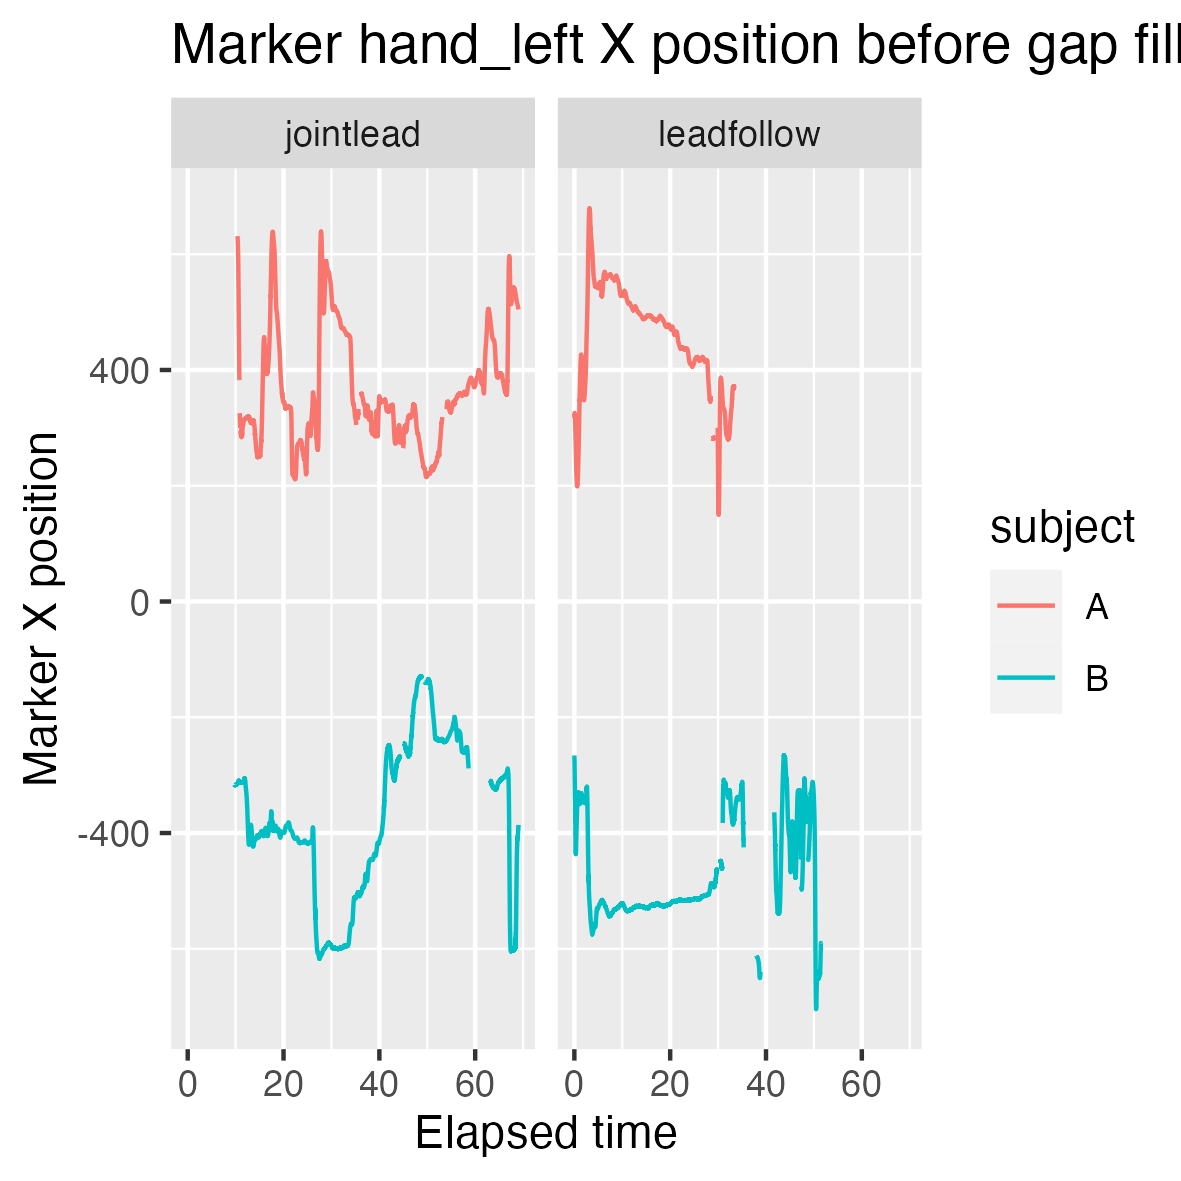 Marker hand_left X position before gap fill
jointlead
leadfollow
400
0
-400
Marker X position
0
20
40
60
0
20
40
60
Elapsed time
subject
A
B